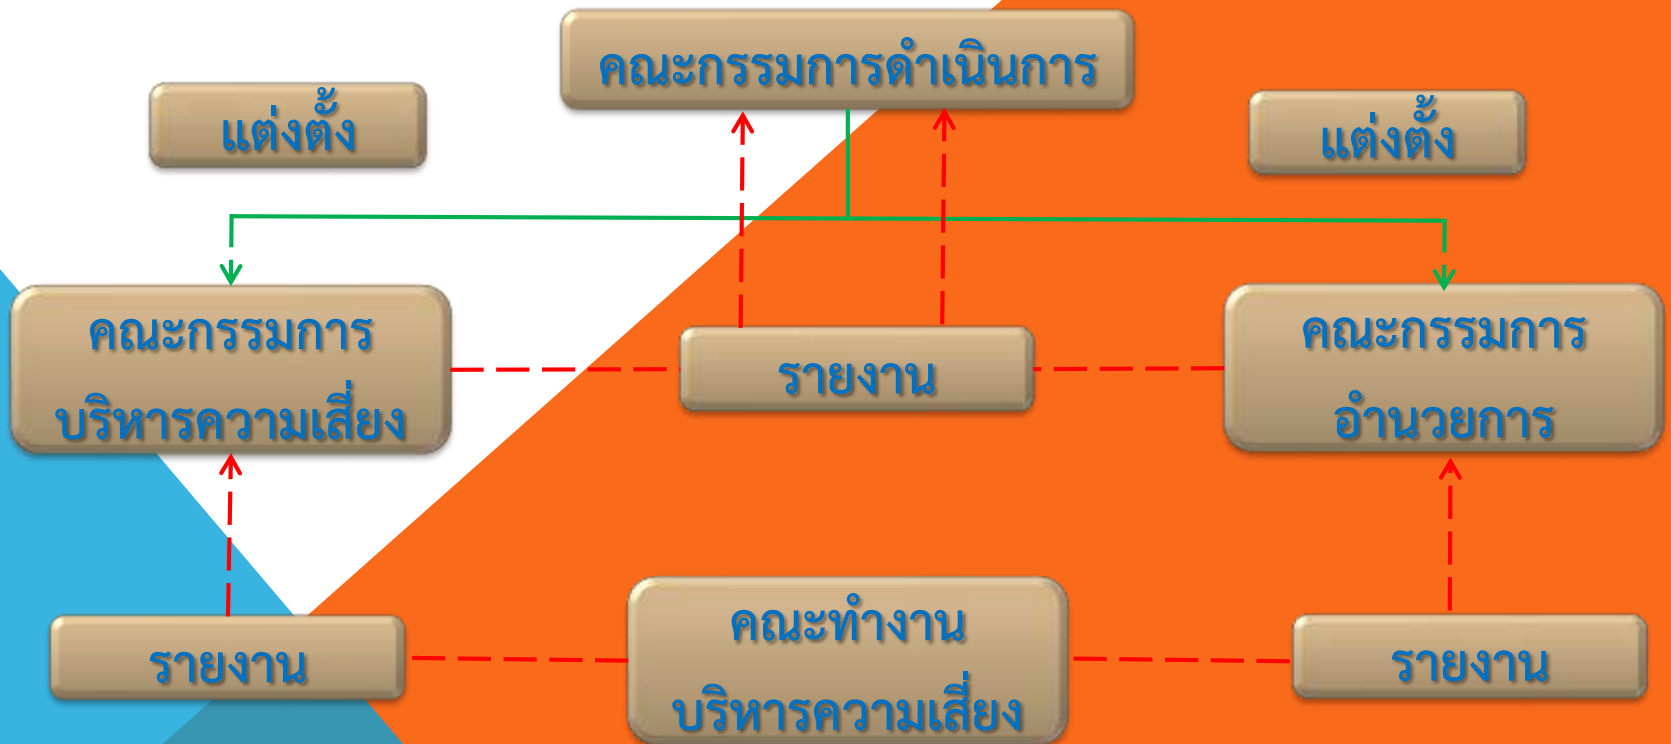 คณะกรรมการดำเนินการ
แต่งตั้ง
แต่งตั้ง
คณะกรรมการ
บริหารความเสี่ยง
รายงาน
คณะกรรมการ
อำนวยการ
รายงาน
คณะทำงาน
บริหารความเสี่ยง
รายงาน